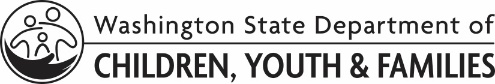 Washington State Department of
CHILDREN, YOUTH & FAMILIES